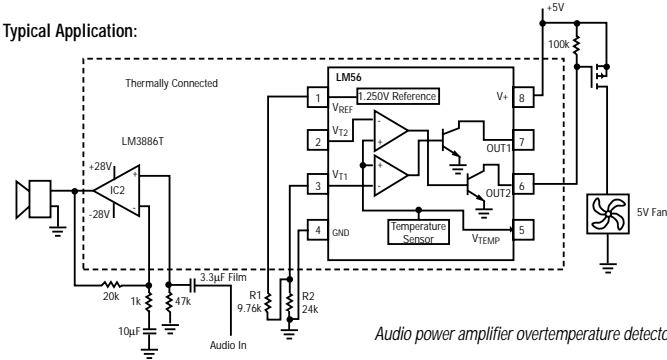 Typical Application:
+5V
100k
Thermally Connected
LM56
1 VREF
1.250V Reference
V+ 8
LM3886T
2 VT2
OUT1 7
+28V
IC2
-28V
+
-
3 VT1
OUT2 6
4 GND
Temperature Sensor
VTEMP 5
5V Fan
20k
1k
47k
3.3µF Film
R1
9.76k
R2
24k
10µF
Audio In
Audio power amplifier overtemperature detecto